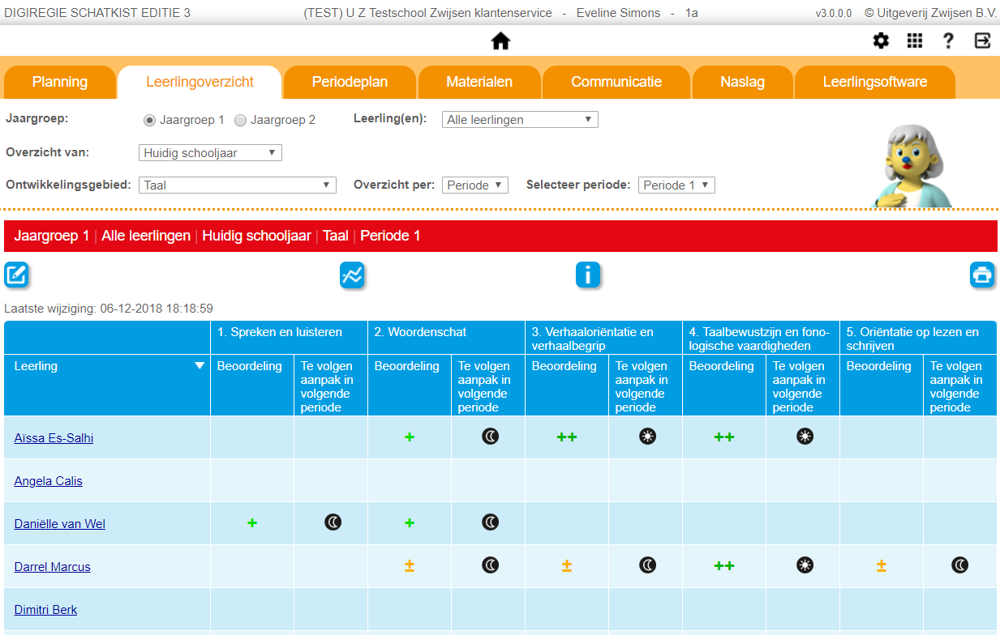 DIGIREGIE SCHATKIST EDITIE 3 (TEST) U Z Testschool Zwijsen klantenservice - Eveline Simons - 1a v3.0.0.0 © Uitgeverij Zwijsen B.V.
Planning Leerlingoverzicht Periodeplan Materialen Communicatie Naslag Leerlingsoftware
Jaargroep: Jaargroep 1 Jaargroep 2 Leerling(en): Alle leerlingen
Overzicht van: Huidig schooljaar
Ontwikkelingsgebied: Taal Overzicht per: Periode Selecteer periode: Periode 1
Jaargroep 1 | Alle leerlingen | Huidig schooljaar | Taal | Periode 1
Laatste wijziging: 06-12-2018 18:18:59
1. Spreken en luisteren 2. Woordenschat 3. Verhaaloriëntatie en 4. Taalbewustzijn en fono- 5. Oriëntatie op lezen en
verhaalbegrip logische vaardigheden schrijven
Leerling Beoordeling Te volgen Beoordeling Te volgen Beoordeling Te volgen Beoordeling Te volgen Beoordeling Te volgen
aanpak in aanpak in aanpak in aanpak in aanpak in
volgende volgende volgende volgende volgende
periode periode periode periode periode
Aïssa Es-Salhi + ++ ++
Angela Calis
Daniëlle van Wel + +
Darrel Marcus ± ± ++ ±
Dimitri Berk